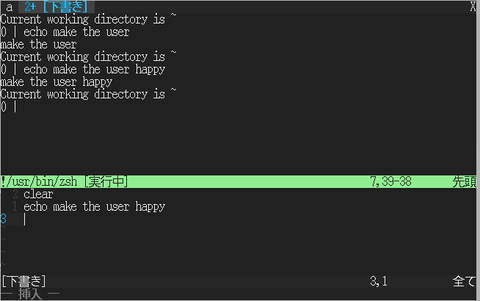 a 2+ [下書き] X
Current working directory is ~
0 | echo make the user
make the user
Current working directory is ~
0 | echo make the user happy
make the user happy
Current working directory is ~
0 |
!/usr/bin/zsh [実行中] 7,39-38 先頭
2 clear
1 echo make the user happy
3
~
~
~
[下書き] 3,1 全て
-- 挿入 --